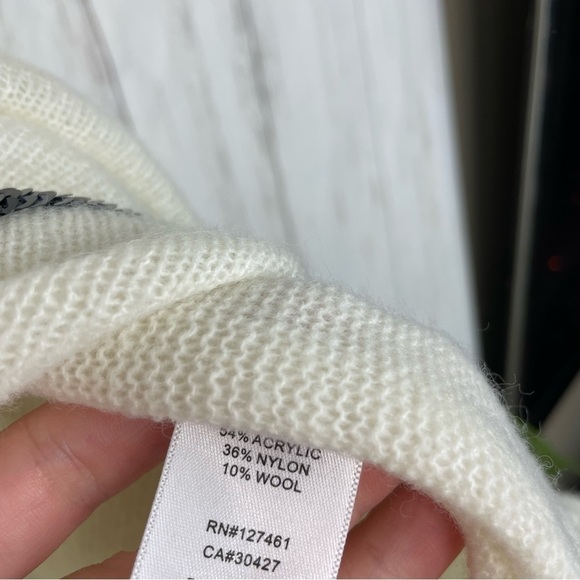 54% ACRYLIC
36% NYLON
10% WOOL
RN#127461
CA#30427